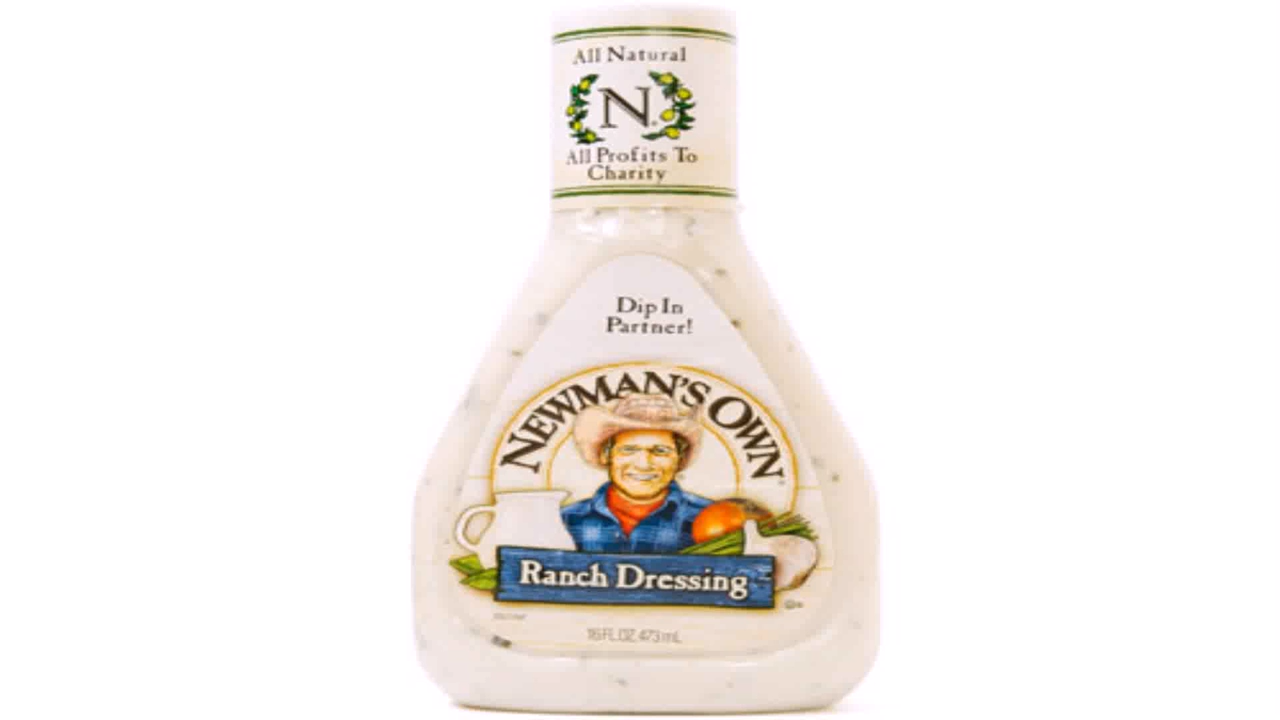 All Natural
N.
All Profits To
Charity
Dip In
Partner!
NEWMAN'S OWN
Ranch Dressing
16 FL. OZ. 473 mL